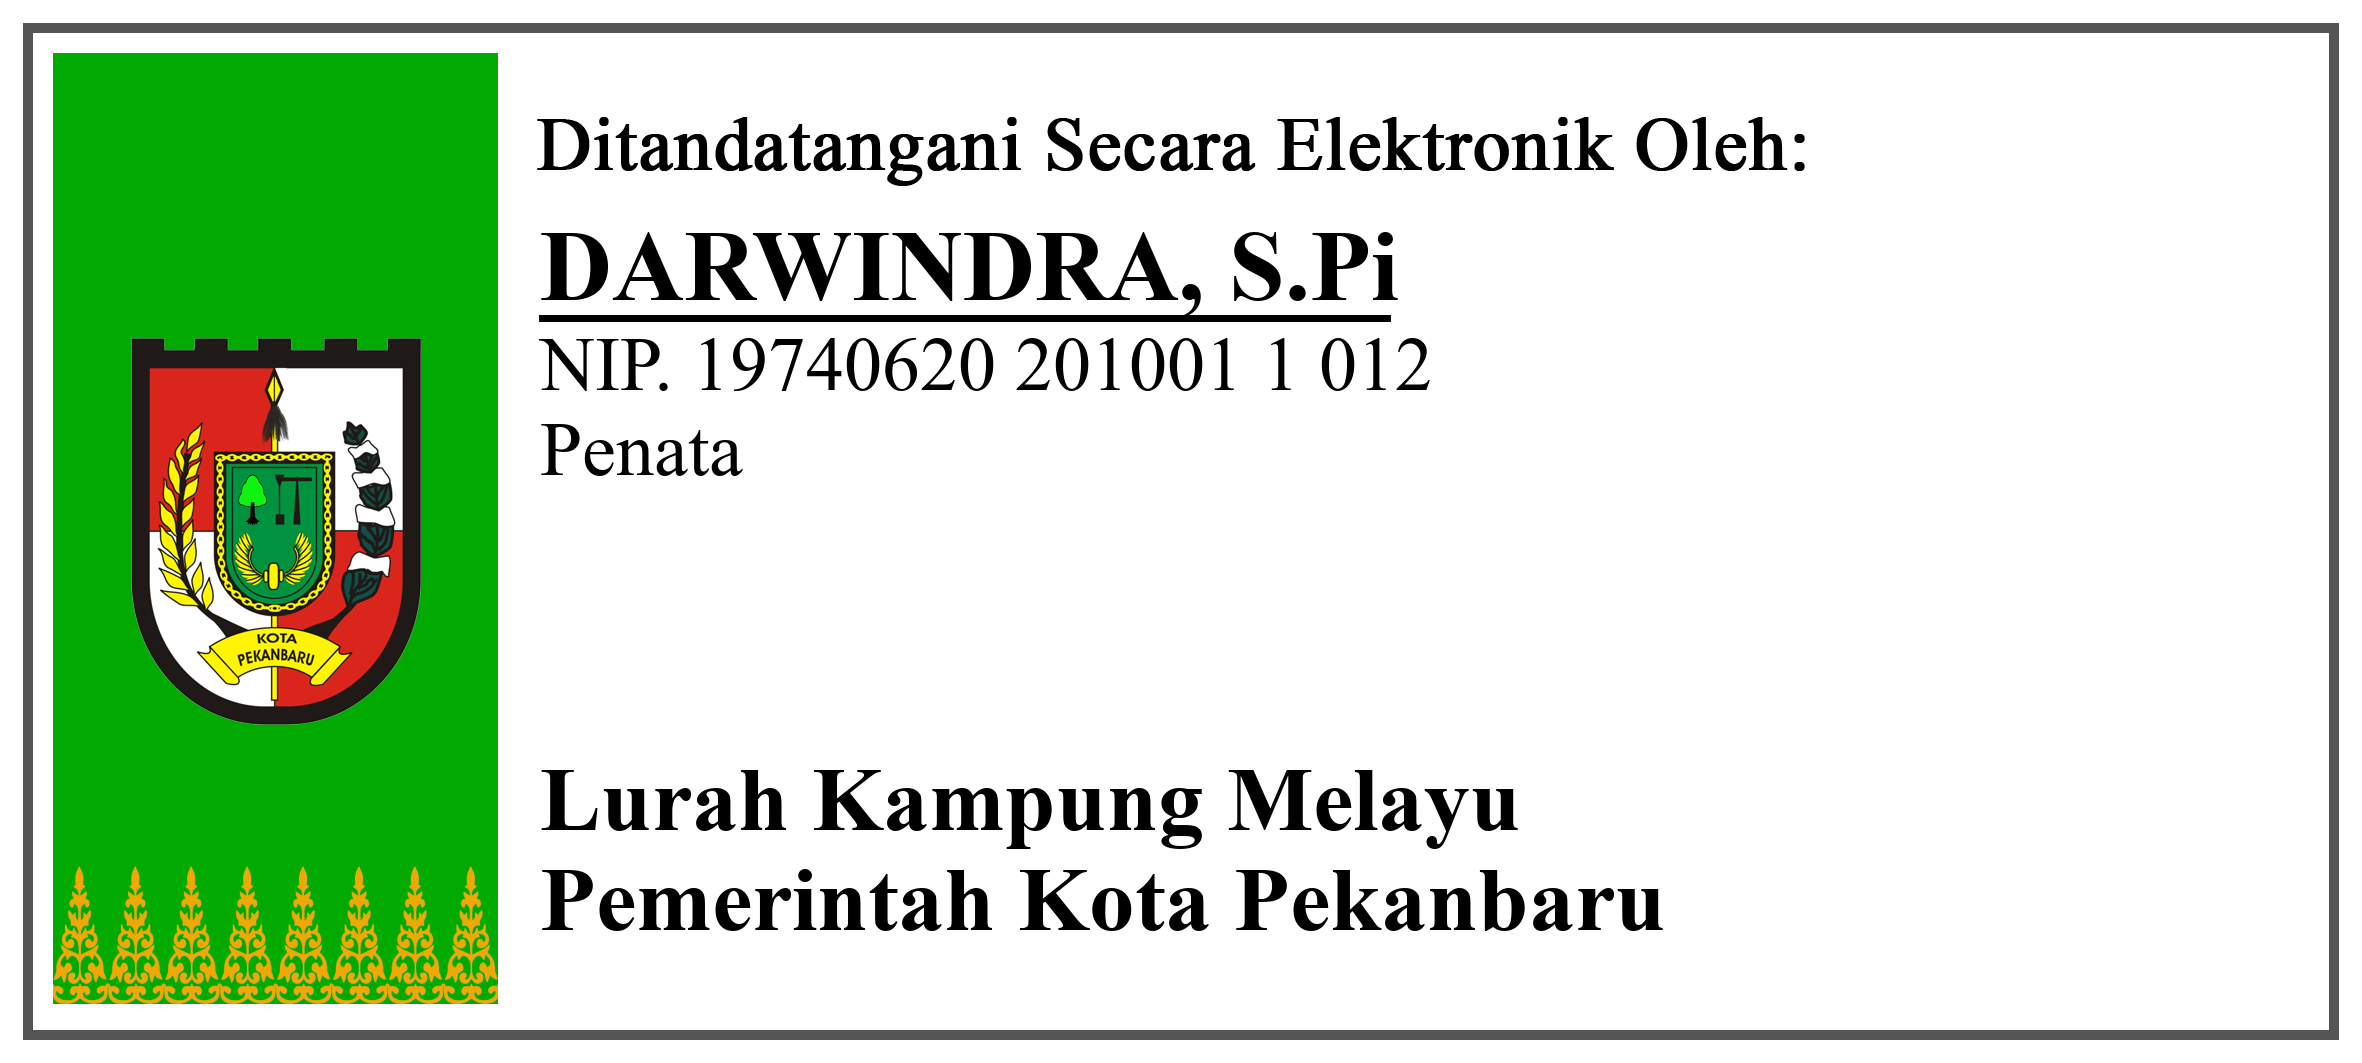 Ditandatangani Secara Elektronik Oleh:
DARWINDRA, S.Pi
NIP. 19740620 201001 1 012
Penata
KOTA
PEKANBARU
Lurah Kampung Melayu
Pemerintah Kota Pekanbaru